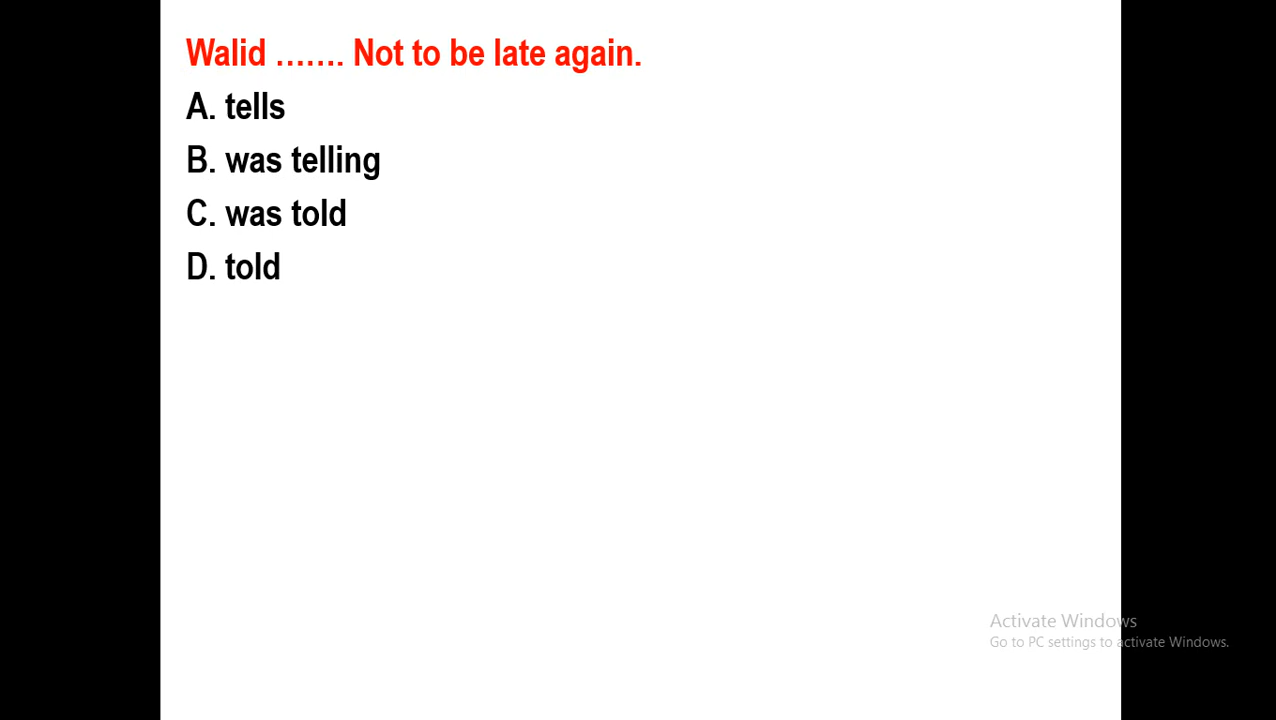 Walid ……. Not to be late again.
A. tells
B. was telling
C. was told
D. told
Activate Windows
Go to PC settings to activate Windows.